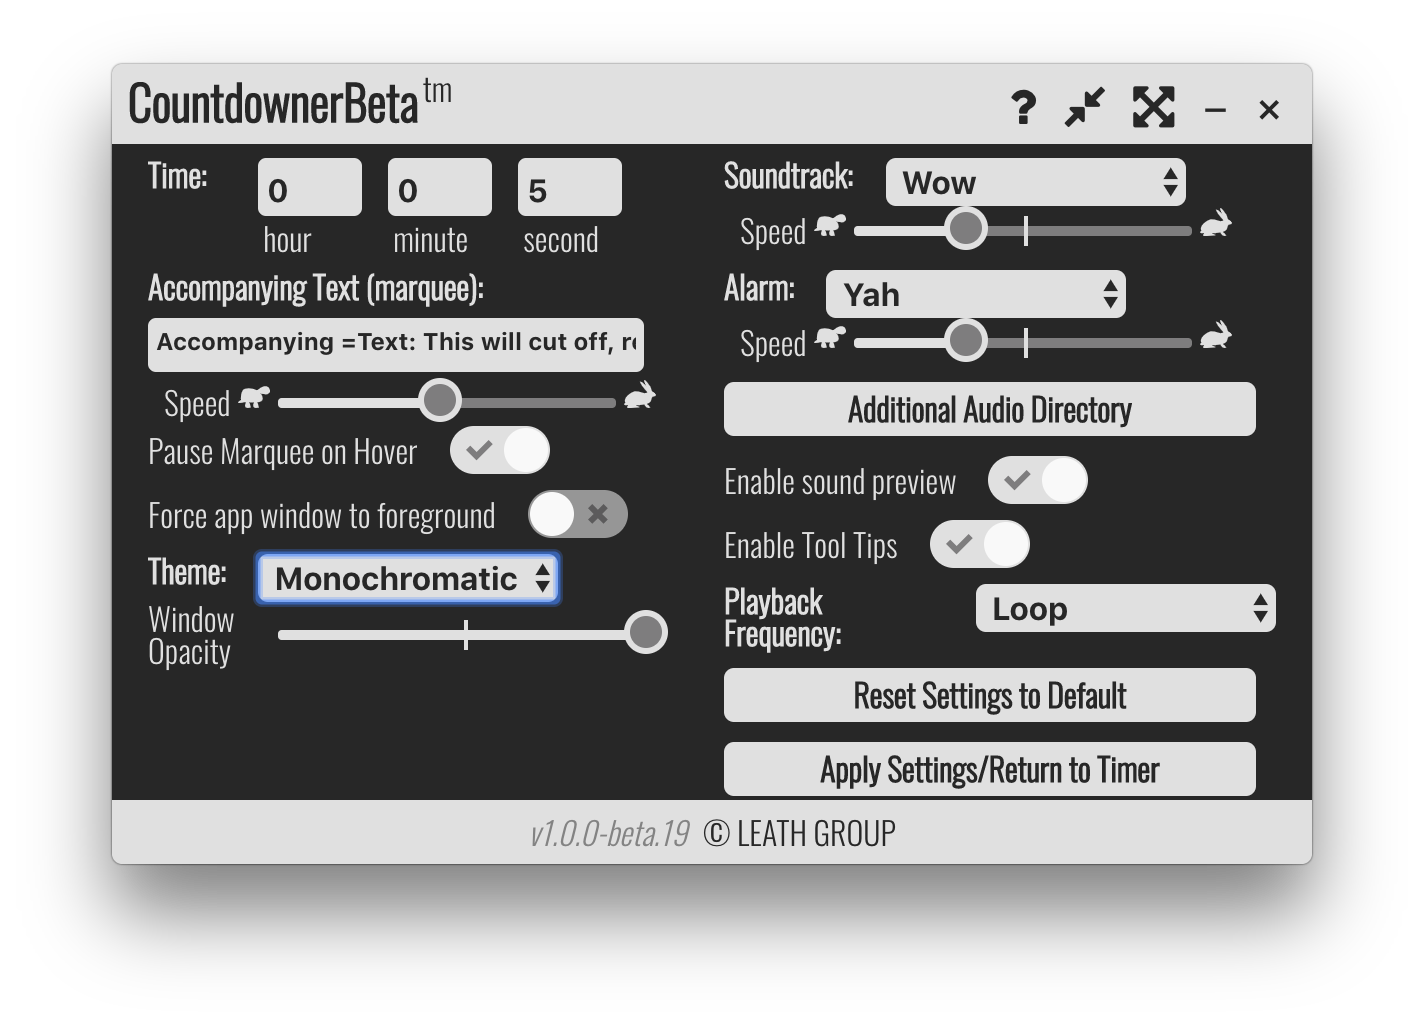 CountdownerBeta tm
Time:
0 0 5
hour minute second
Accompanying Text (marquee):
Accompanying =Text: This will cut off, r
Speed
Pause Marquee on Hover
Force app window to foreground
Theme: Monochromatic
Window
Opacity
Soundtrack: Wow
Speed
Alarm: Yah
Speed
Additional Audio Directory
Enable sound preview
Enable Tool Tips
Playback
Frequency:
Loop
Reset Settings to Default
Apply Settings/Return to Timer
v1.0.0-beta.19 © LEATH GROUP